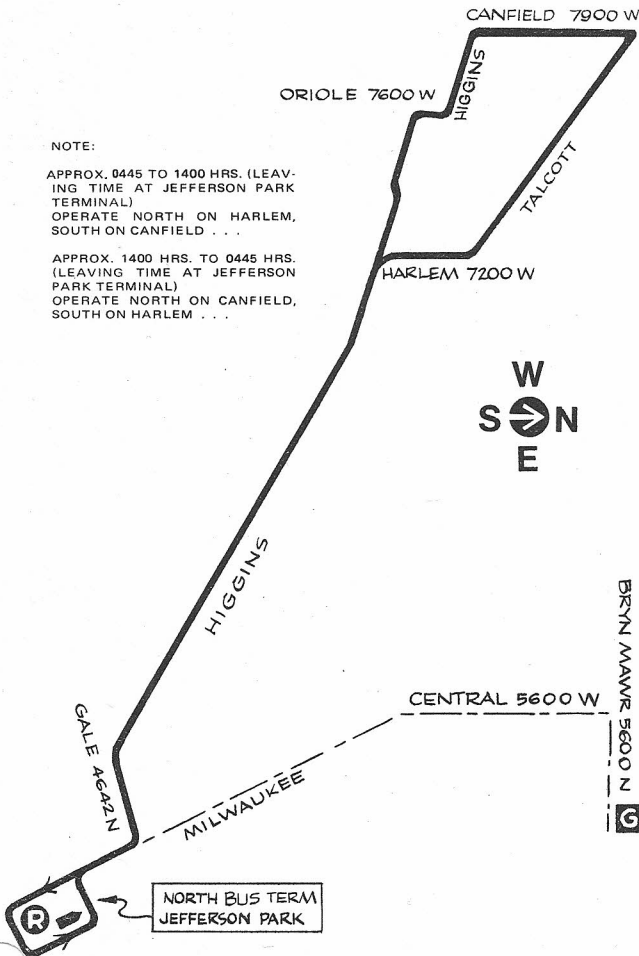 CANFIELD 7900 W
HIGGINS
ORIOLE 7600 W
TALCOTT
HARLEM 7200 W
NOTE:
APPROX. 0445 TO 1400 HRS. (LEAV-
ING TIME AT JEFFERSON PARK
TERMINAL)
OPERATE NORTH ON HARLEM,
SOUTH ON CANFIELD . . .
APPROX. 1400 HRS. TO 0445 HRS.
(LEAVING TIME AT JEFFERSON
PARK TERMINAL)
OPERATE NORTH ON CANFIELD,
SOUTH ON HARLEM . . .
W
S N
E
HIGGINS
BRYN MAWR 5600 N
CENTRAL 5600 W
GALE 4642 N
MILWAUKEE
G
NORTH BUS TERM
JEFFERSON PARK
R